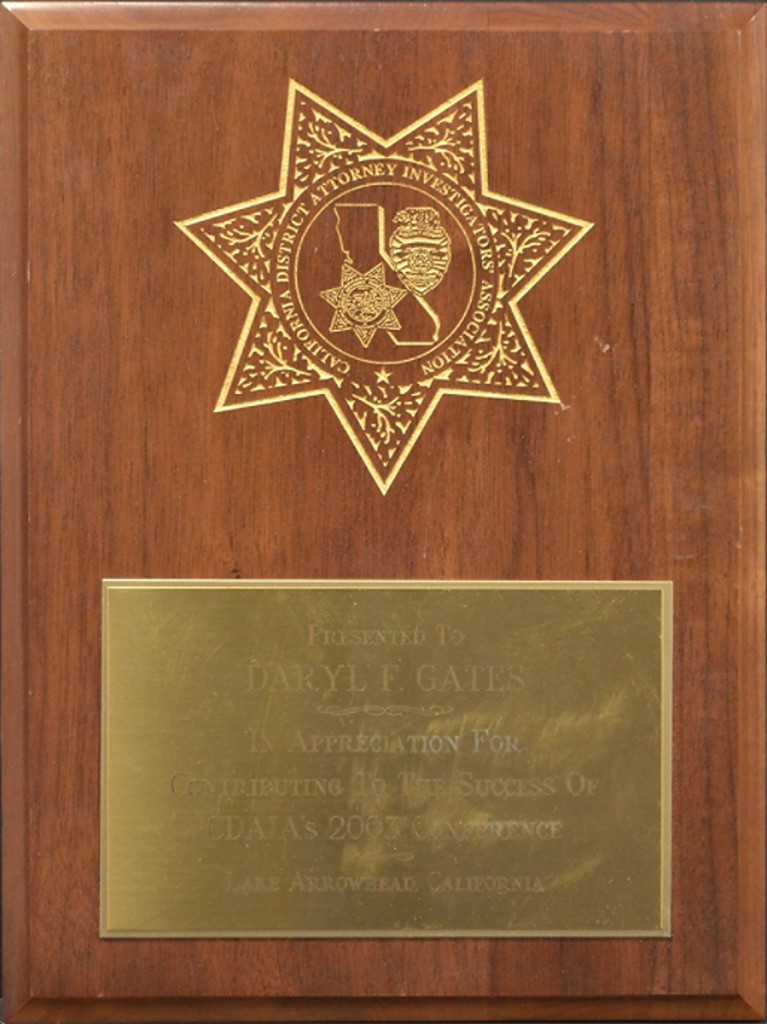 CALIFORNIA DISTRICT ATTORNEY INVESTIGATORS ASSOCIATION
PRESENTED TO
DARYL F. GATES
IN APPRECIATION FOR
CONTRIBUTING TO THE SUCCESS OF
CDAIA'S 2003 CONFERENCE
LAKE ARROWHEAD, CALIFORNIA